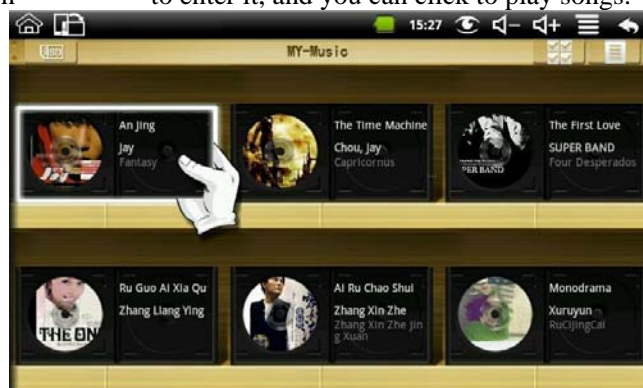 to enter it, and you can click to play songs.
15:27
MY-Music
An Jing
Jay
Fantasy
The Time Machine
Chou, Jay
Capricornus
The First Love
SUPER BAND
Four Desperados
PER BAND
Jay
Ru Guo Ai Xia Qu
Zhang Liang Ying
THE ON
Ai Ru Chao Shui
Zhang Xin Zhe
Zhang Xin Zhe Jin
g Xuan
Monodrama
Xuruyun
RuCiJingCai